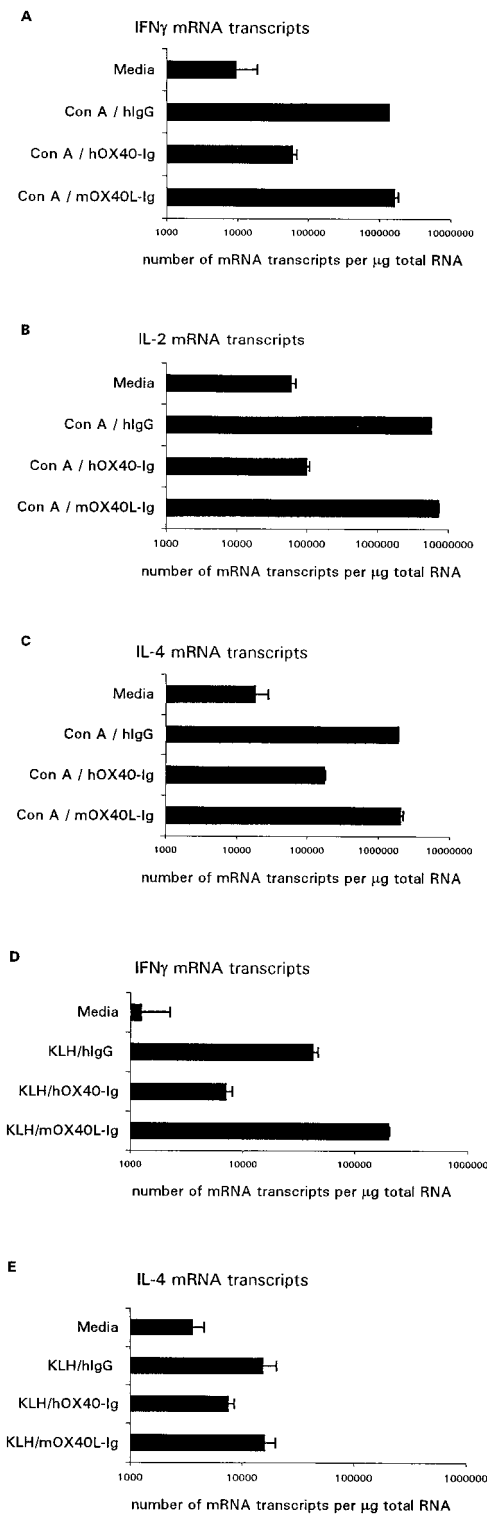 A
IFNγ mRNA transcripts
Media
Con A / hIgG
Con A / hOX40-Ig
Con A / mOX40L-Ig
1000 10000 100000 1000000 10000000
number of mRNA transcripts per μg total RNA
B
IL-2 mRNA transcripts
Media
Con A / hIgG
Con A / hOX40-Ig
Con A / mOX40L-Ig
1000 10000 100000 1000000 10000000
number of mRNA transcripts per μg total RNA
C
IL-4 mRNA transcripts
Media
Con A / hIgG
Con A / hOX40-Ig
Con A / mOX40L-Ig
1000 10000 100000 1000000 10000000
number of mRNA transcripts per μg total RNA
D
IFNγ mRNA transcripts
Media
KLH/hIgG
KLH/hOX40-Ig
KLH/mOX40L-Ig
1000 10000 100000 1000000
number of mRNA transcripts per μg total RNA
E
IL-4 mRNA transcripts
Media
KLH/hIgG
KLH/hOX40-Ig
KLH/mOX40L-Ig
1000 10000 100000 1000000
number of mRNA transcripts per μg total RNA